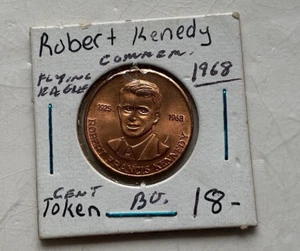 Robert Kenedy
COMMEM.
FLYING
EAGLE
1968
1925 1968
ROBERT FRANCIS KENNEDY
CENT
Token BU. 18-